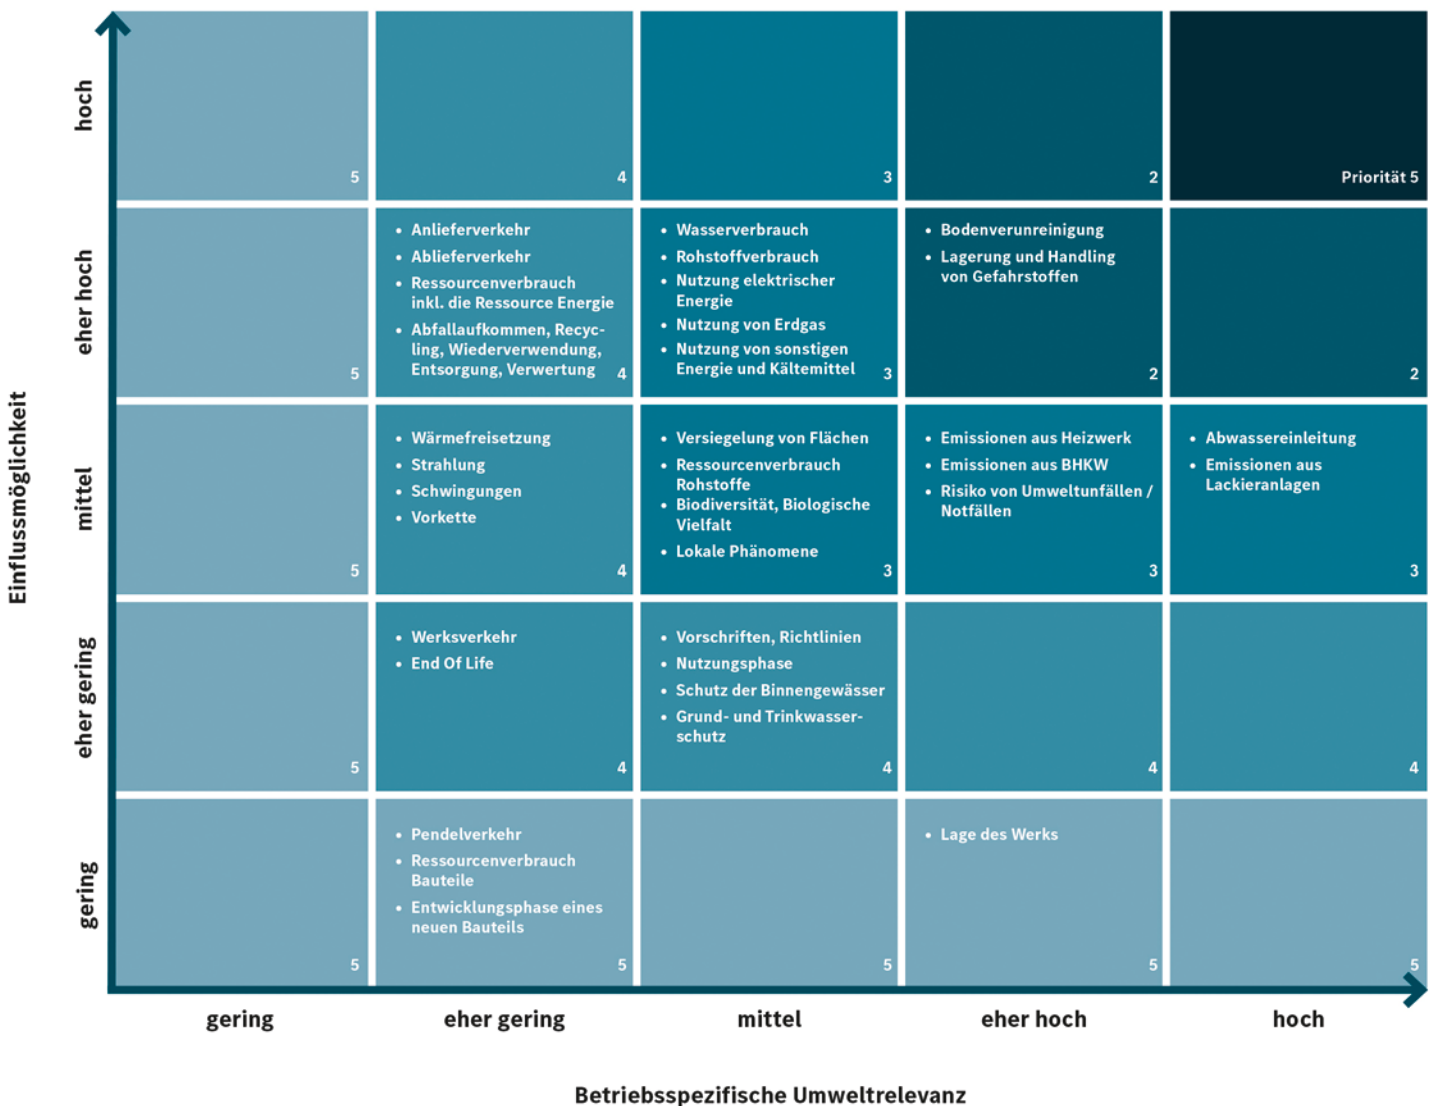 Einflussmöglichkeit
hoch
5
4
3
2
Priorität 5
eher hoch
5
• Anlieferverkehr
• Ablieferverkehr
• Ressourcenverbrauch
inkl. die Ressource Energie
• Abfallaufkommen, Recyc-
ling, Wiederverwendung,
Entsorgung, Verwertung
4
• Wasserverbrauch
• Rohstoffverbrauch
• Nutzung elektrischer
Energie
• Nutzung von Erdgas
• Nutzung von sonstigen
Energie und Kältemittel
3
• Bodenverunreinigung
• Lagerung und Handling
von Gefahrstoffen
2
2
mittel
5
• Wärmefreisetzung
• Strahlung
• Schwingungen
• Vorkette
4
• Versiegelung von Flächen
• Ressourcenverbrauch
Rohstoffe
• Biodiversität, Biologische
Vielfalt
• Lokale Phänomene
3
• Emissionen aus Heizwerk
• Emissionen aus BHKW
• Risiko von Umweltunfällen /
Notfällen
3
• Abwassereinleitung
• Emissionen aus
Lackieranlagen
3
eher gering
5
• Werksverkehr
• End Of Life
4
• Vorschriften, Richtlinien
• Nutzungsphase
• Schutz der Binnengewässer
• Grund- und Trinkwasser-
schutz
4
4
4
gering
5
• Pendelverkehr
• Ressourcenverbrauch
Bauteile
• Entwicklungsphase eines
neuen Bauteils
5
5
• Lage des Werks
5
5
gering
eher gering
mittel
eher hoch
hoch
Betriebsspezifische Umweltrelevanz